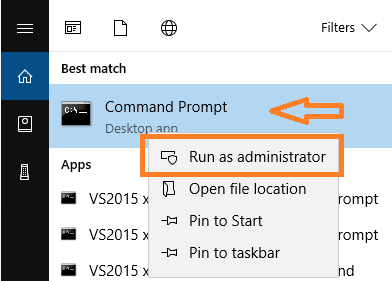 Filters
Best match
Command Prompt
Desktop app
Run as administrator
Apps
Open file location
VS2015 x rompt
Pin to Start
VS2015 x rompt
Pin to taskbar
VS2015 x nd